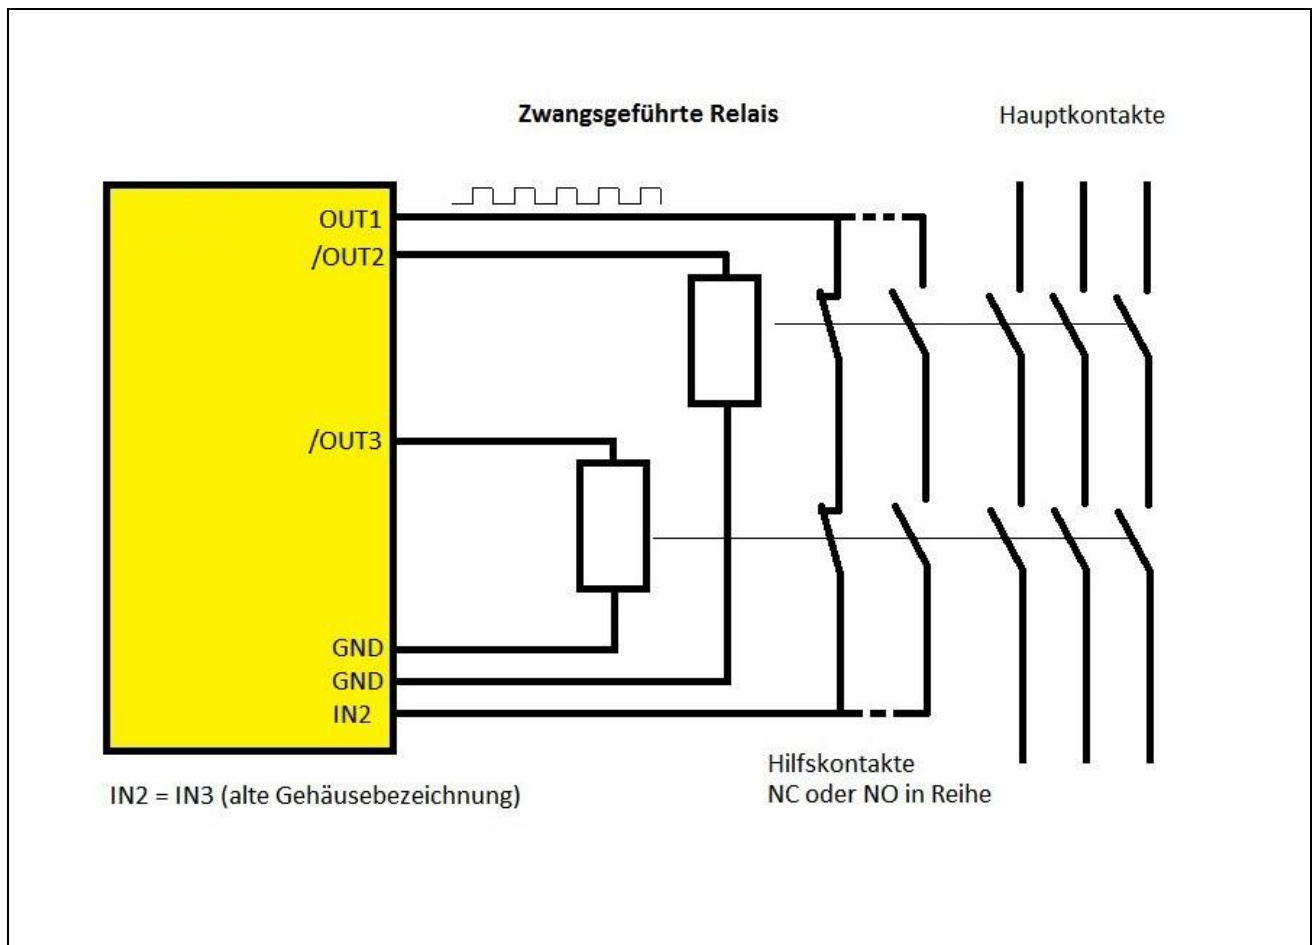 Zwangsgeführte Relais
Hauptkontakte
OUT1
/OUT2
/OUT3
GND
GND
IN2
Hilfskontakte
NC oder NO in Reihe
IN2 = IN3 (alte Gehäusebezeichnung)